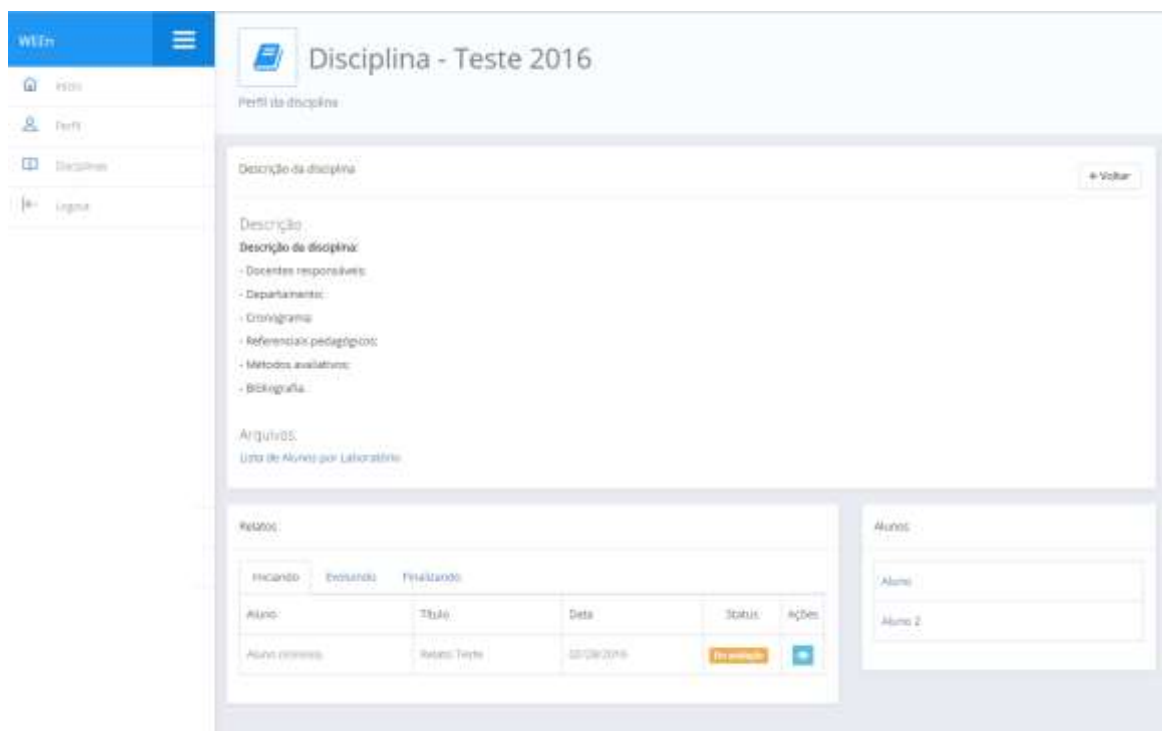 WEEn
Início
Perfil
Disciplinas
Logout
Disciplina - Teste 2016
Perfil da disciplina
Descrição da disciplina
Voltar
Descrição
Descrição da disciplina:
- Docentes responsáveis;
- Departamento;
- Cronograma;
- Referenciais pedagógicos;
- Métodos avaliativos;
- Bibliografia.
Arquivos:
Lista de Alunos por Laboratório
Relatos
Iniciando Evoluindo Finalizando
Aluno Título Data Status Ações
Aluno Relato Teste
Alunos
Aluno
Aluno 2